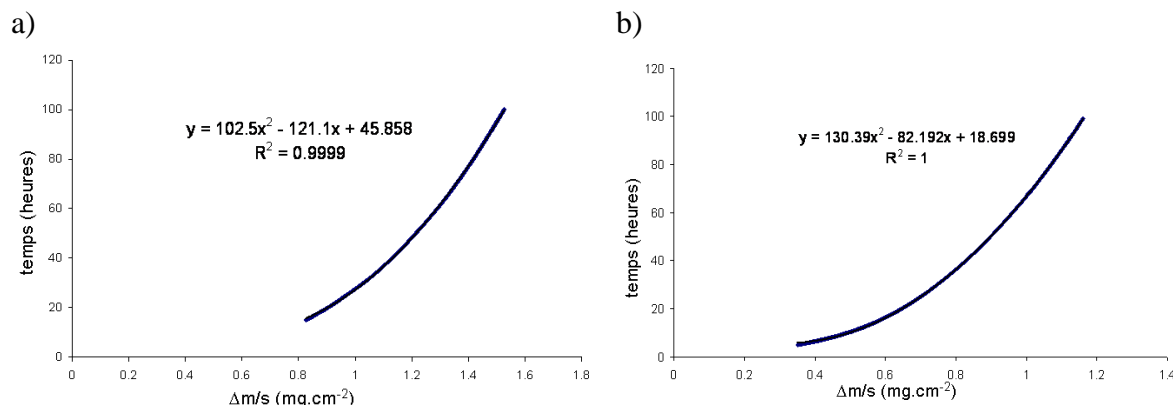 a)
120
100
80
60
40
20
0
temps (heures)
y = 102.5x² - 121.1x + 45.858
R² = 0.9999
0 0.2 0.4 0.6 0.8 1 1.2 1.4 1.6 1.8
Δm/s (mg.cm⁻²)
b)
120
100
80
60
40
20
0
temps (heures)
y = 130.39x² - 82.192x + 18.699
R² = 1
0 0.2 0.4 0.6 0.8 1 1.2 1.4
Δm/s (mg.cm⁻²)